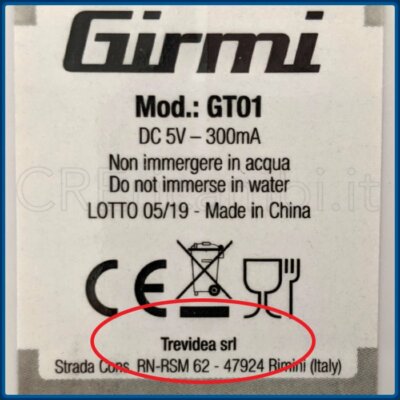 Girmi
Mod.: GT01
DC 5V – 300mA
Non immergere in acqua
Do not immerse in water
LOTTO 05/19 - Made in China
CE
Trevidea srl
Strada Cons. RN-RSM 62 - 47924 Rimini (Italy)